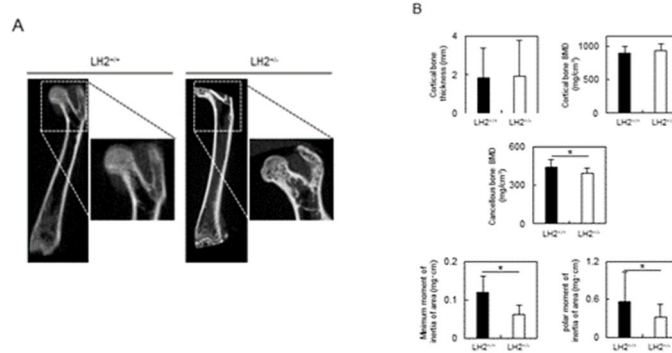 A
LH2+/+
LH2+/-
B
Cortical bone
thickness (mm)
4
2
0
LH2+/+
LH2+/-
Cortical bone BMD
mg/cm³
1000
500
0
LH2+/+
LH2+/-
Cancellous bone BMD
mg/cm³
600
300
0
*
LH2+/+
LH2+/-
Minimum moment of
inertia of area (mg·cm)
0.2
0.1
0
*
LH2+/+
LH2+/-
polar moment of
inertia of area (mg·cm)
1.2
0.6
0
*
LH2+/+
LH2+/-